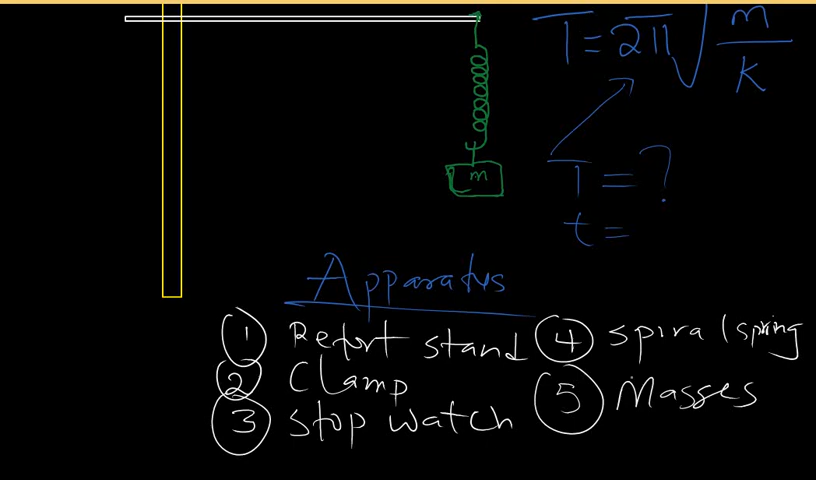 T = 2π√m/k
m
T = ?
t =
Apparatus
① Retort stand
② Clamp
③ Stop watch
④ spiral spring
⑤ Masses